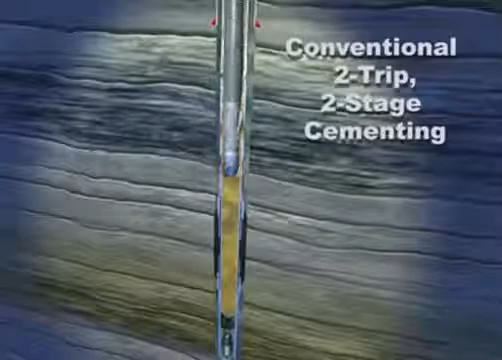 Conventional
2-Trip,
2-Stage
Cementing